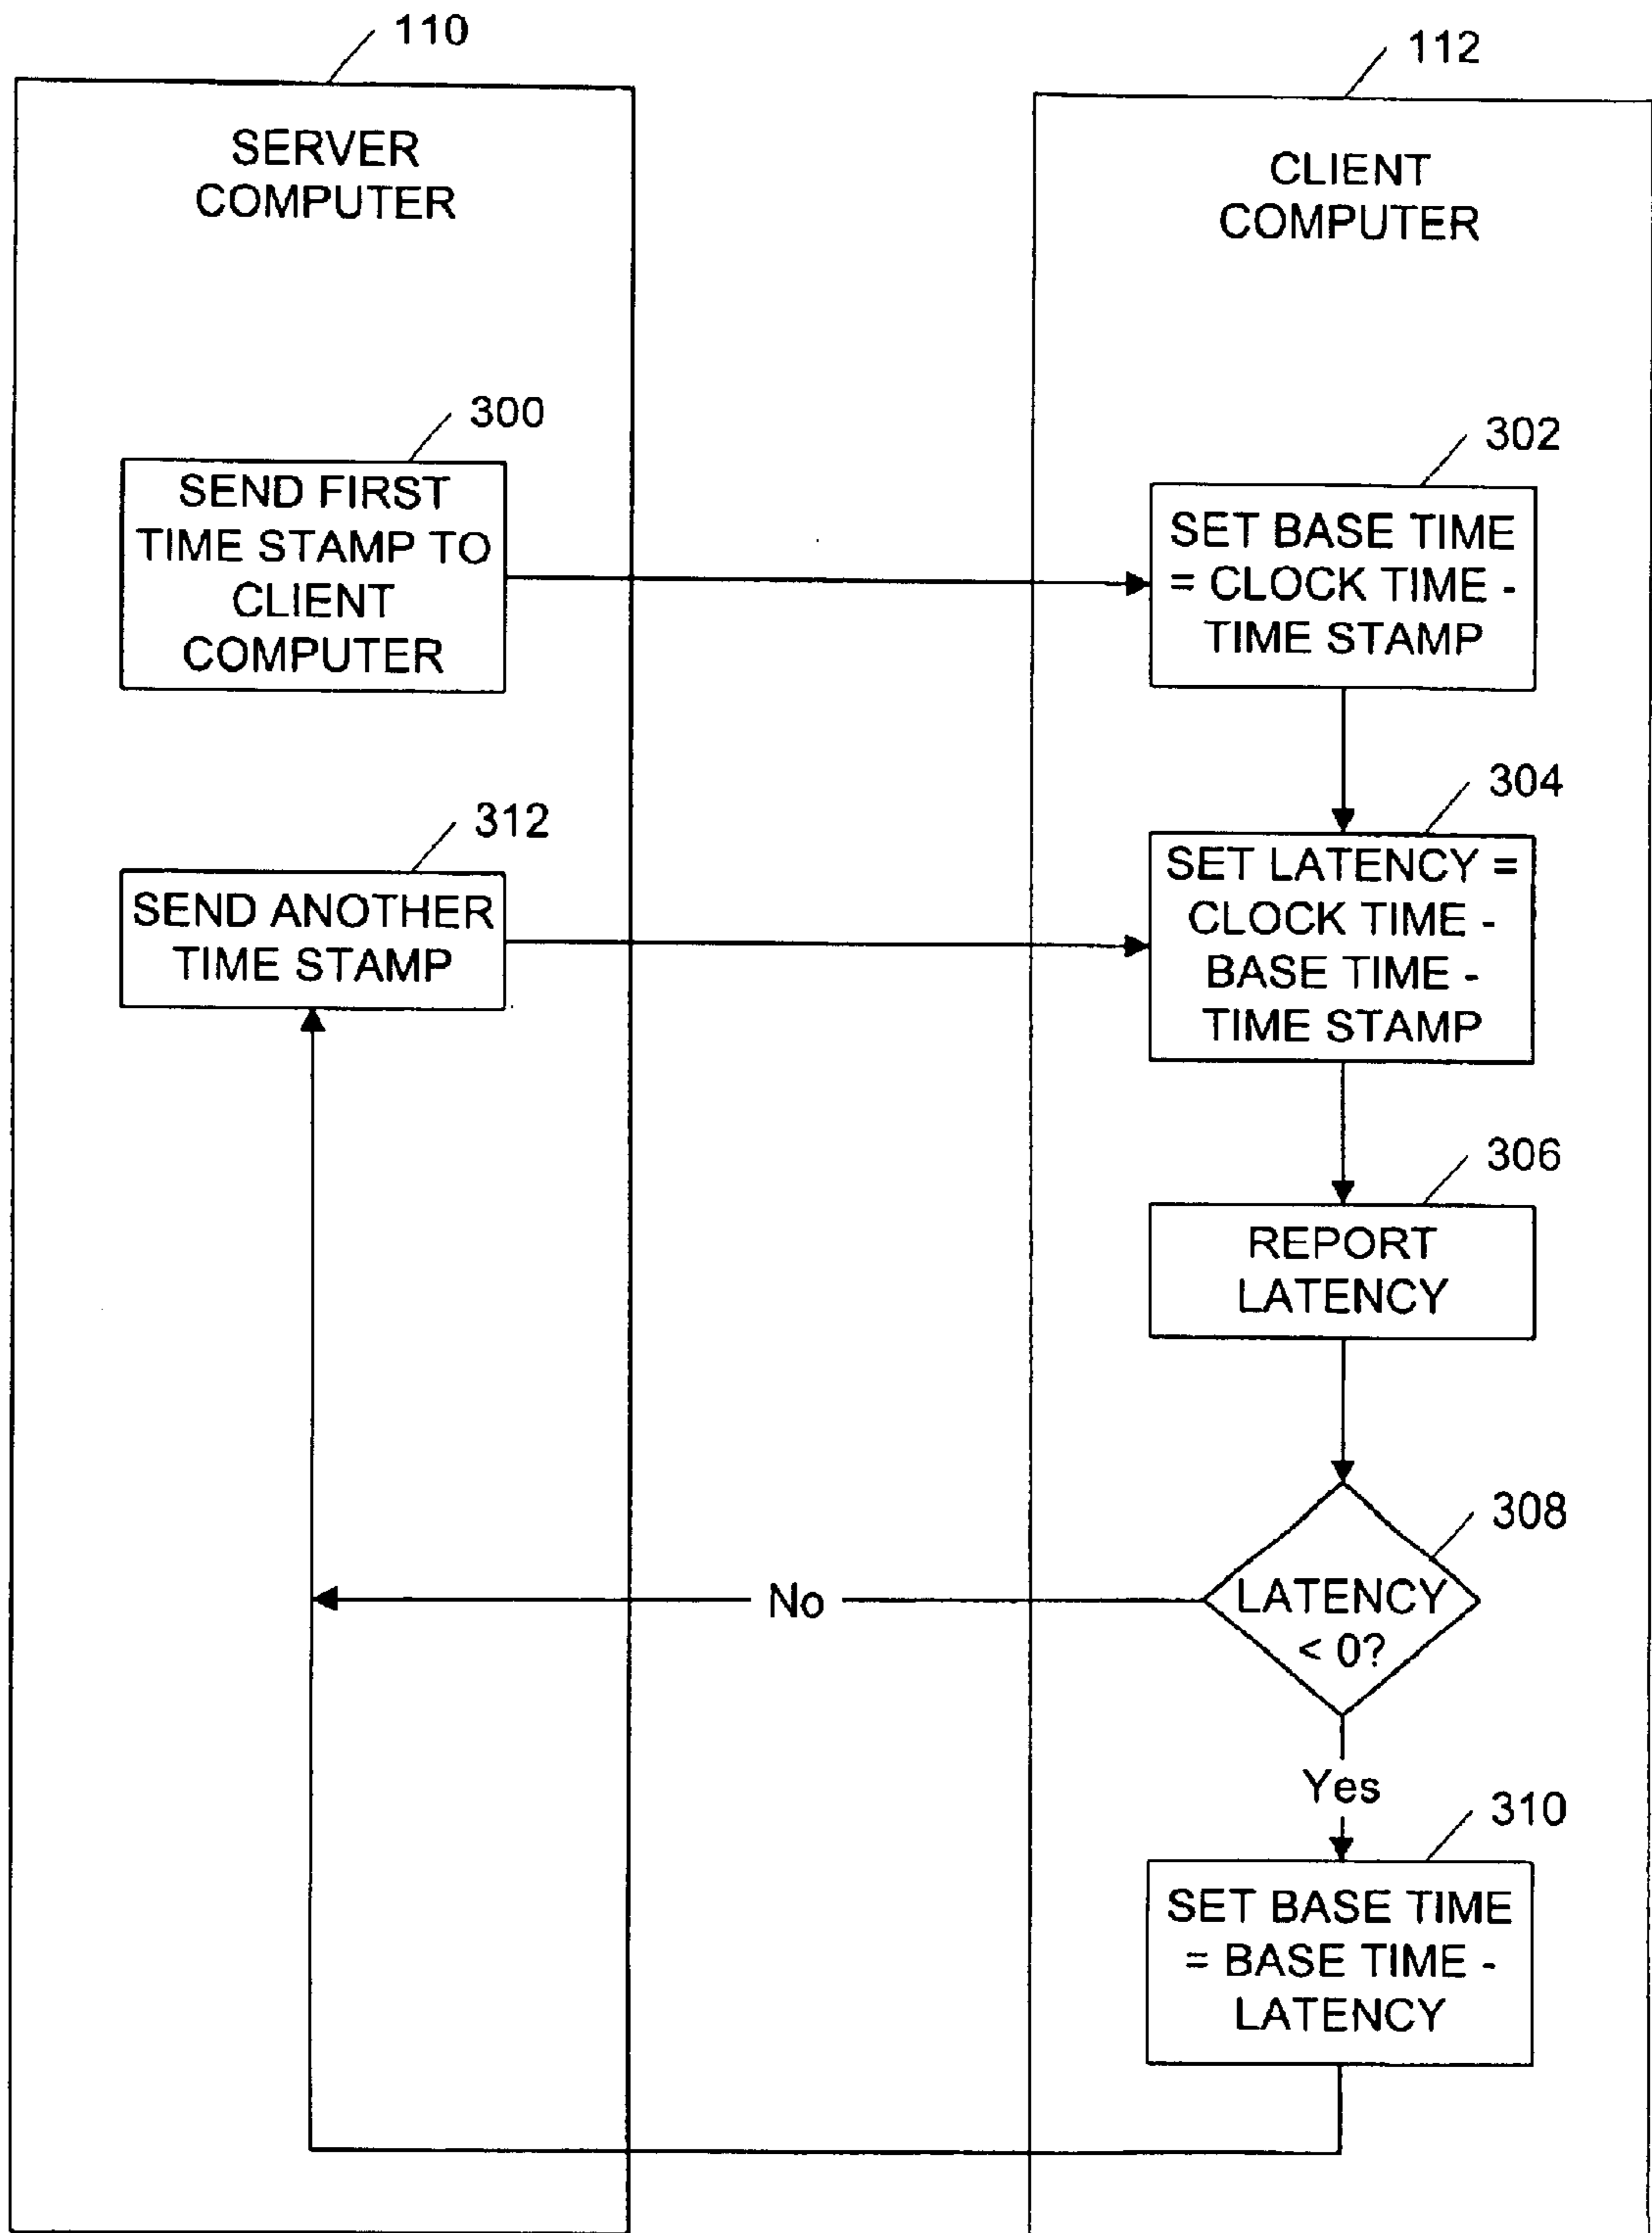 110
112
SERVER
COMPUTER
CLIENT
COMPUTER
300
SEND FIRST
TIME STAMP TO
CLIENT
COMPUTER
302
SET BASE TIME
= CLOCK TIME -
TIME STAMP
312
SEND ANOTHER
TIME STAMP
304
SET LATENCY =
CLOCK TIME -
BASE TIME -
TIME STAMP
306
REPORT
LATENCY
308
LATENCY
< 0?
No
Yes
310
SET BASE TIME
= BASE TIME -
LATENCY